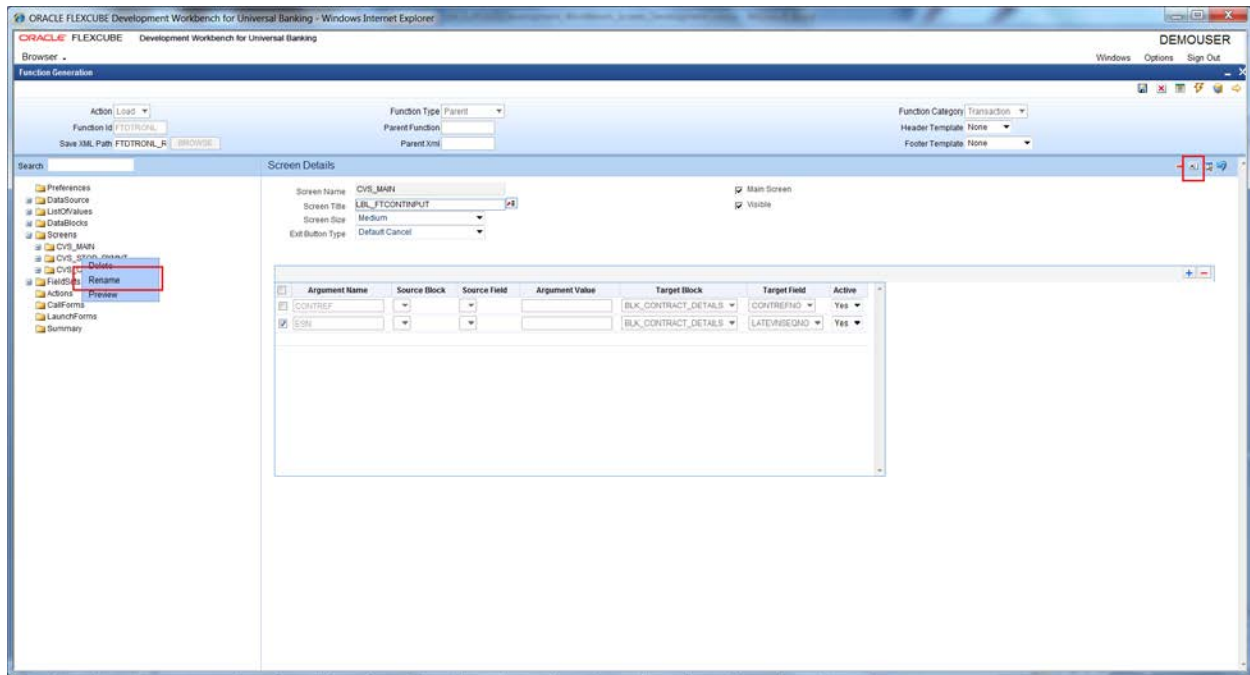 ORACLE FLEXCUBE Development Workbench for Universal Banking - Windows Internet Explorer
ORACLE FLEXCUBE Development Workbench for Universal Banking
DEMOUSER
Browser
Windows Options Sign Out
Function Generation
Action Load
Function Type Parent
Function Category Transaction
Function Id FTDTRONL
Parent Function
Header Template None
Save XML Path FTDTRONL_R BROWSE
Parent Xml
Footer Template None
Search
Screen Details
Preferences
DataSource
ListOfValues
DataBlocks
Screens
CVS_MAIN
Delete
FieldSets
Rename
Actions
Preview
CallForms
LaunchForms
Summary
Screen Name CVS_MAIN
Main Screen
Screen Title LBL_FTCONTINPUT
Visible
Screen Size Medium
Exit Button Type Default Cancel
Argument Name Source Block Source Field Argument Value Target Block Target Field Active
CONTREF BLK_CONTRACT_DETAILS CONTREFNO Yes
ESN BLK_CONTRACT_DETAILS LATEVNSEQNO Yes